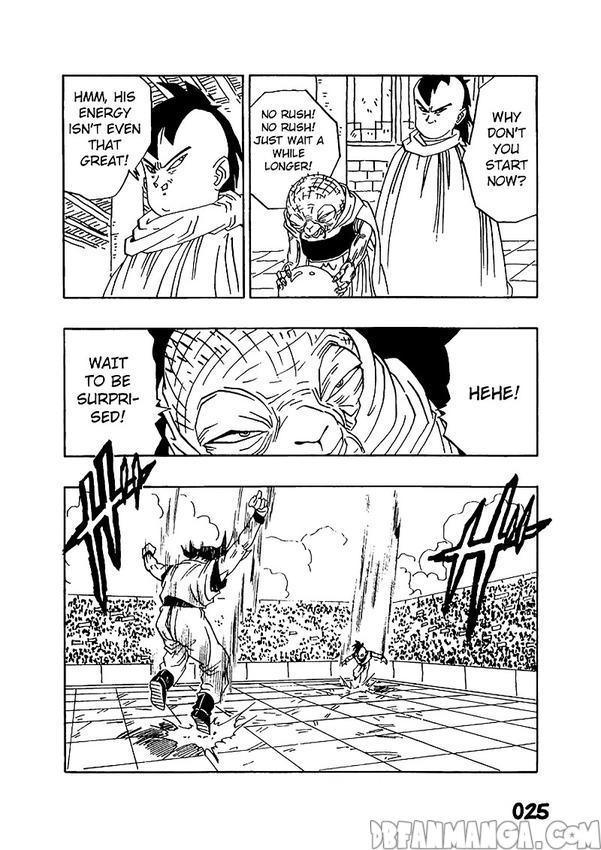 WHY
DON'T
YOU
START
NOW?
NO RUSH!
NO RUSH!
JUST WAIT
A WHILE
LONGER!
HMM, HIS
ENERGY
ISN'T EVEN
THAT
GREAT!
HEHE!
WAIT
TO BE
SURPRI-
SED!
025
DBFANMANGA.COM